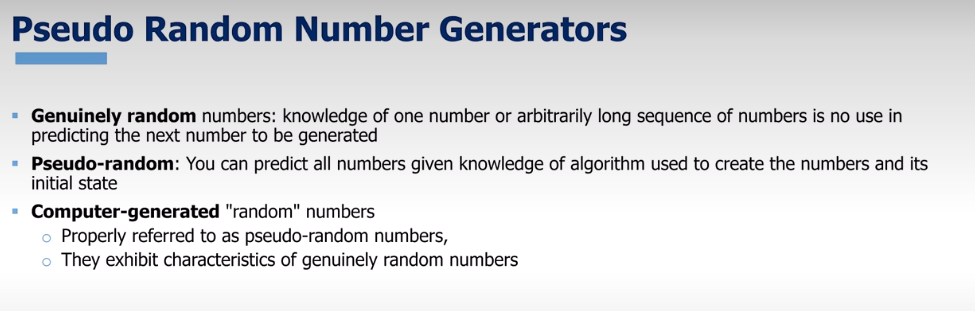 Pseudo Random Number Generators
▪ Genuinely random numbers: knowledge of one number or arbitrarily long sequence of numbers is no use in
predicting the next number to be generated
▪ Pseudo-random: You can predict all numbers given knowledge of algorithm used to create the numbers and its
initial state
▪ Computer-generated "random" numbers
○ Properly referred to as pseudo-random numbers,
○ They exhibit characteristics of genuinely random numbers